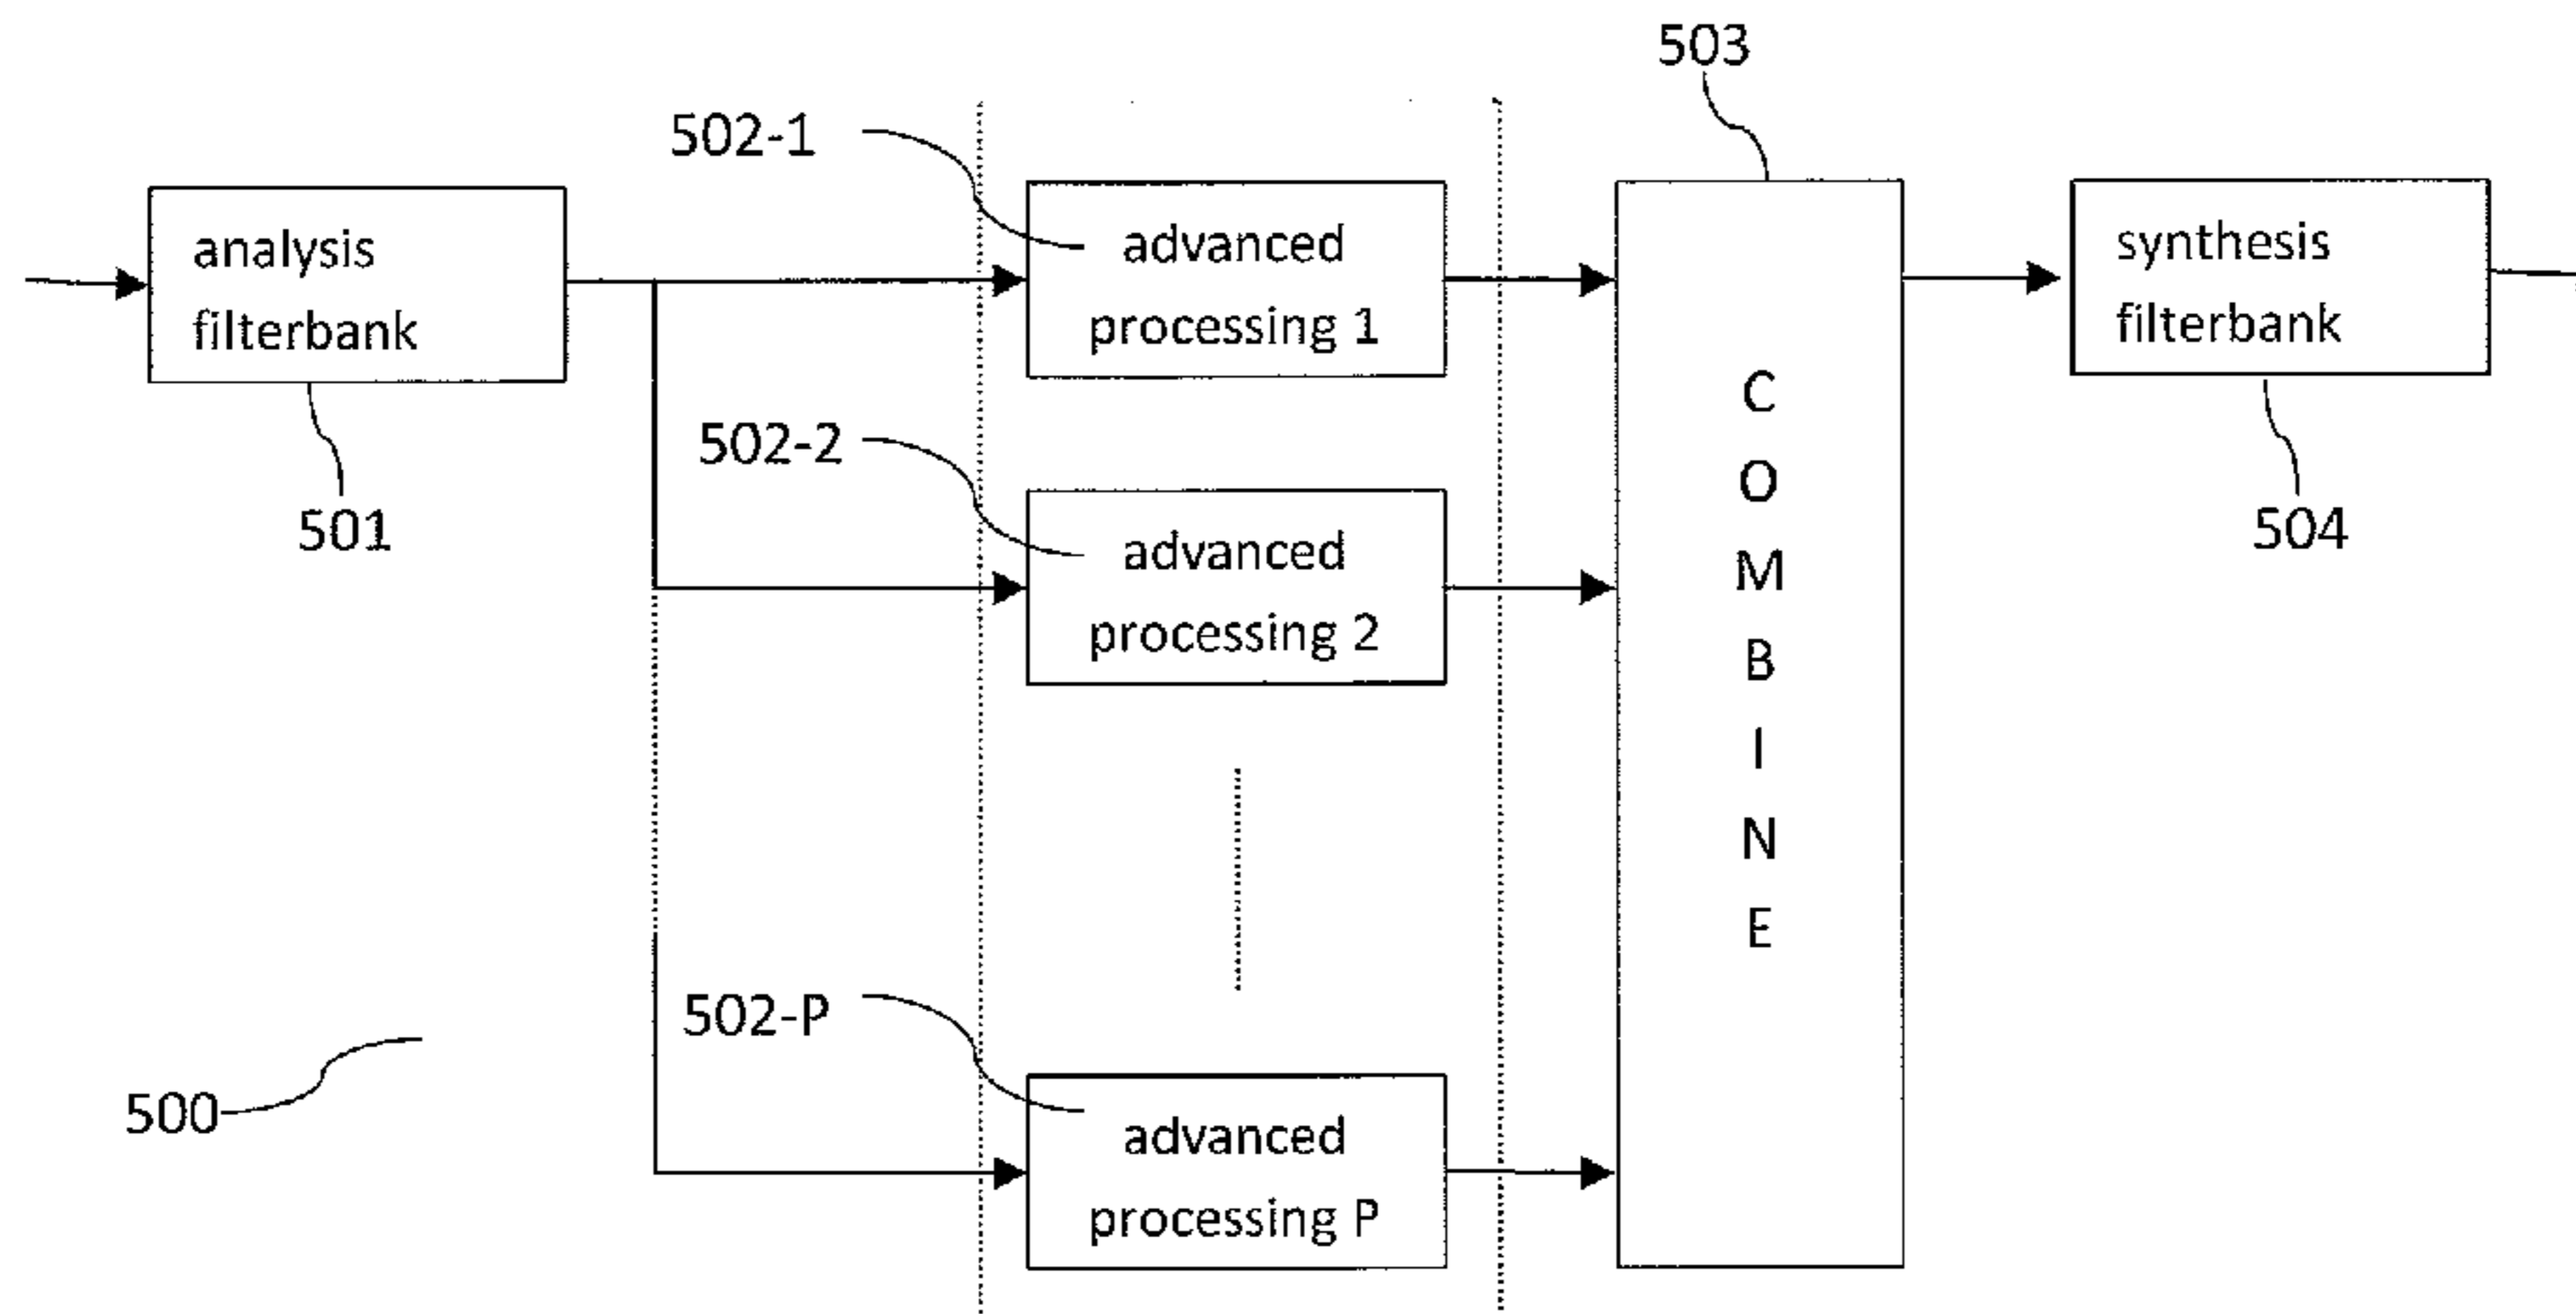 503
502-1
analysis
filterbank
advanced
processing 1
synthesis
filterbank
502-2
501
504
advanced
processing 2
C
O
M
B
I
N
E
502-P
500
advanced
processing P